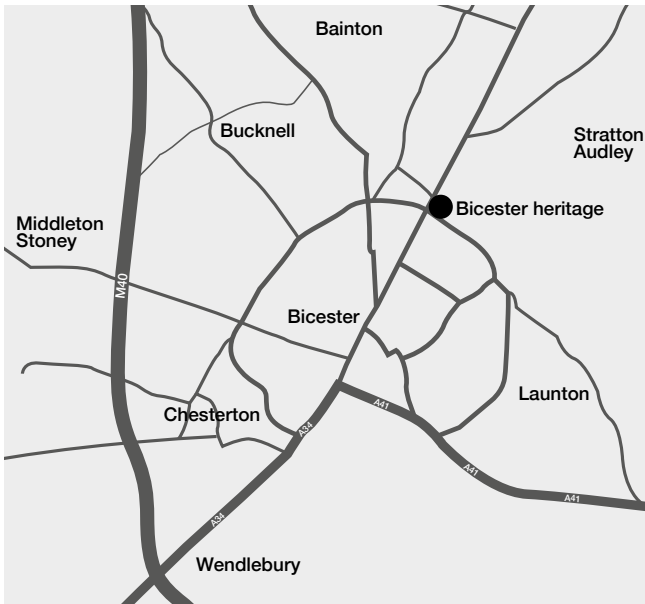 Bainton
Bucknell
Stratton
Audley
Bicester heritage
Middleton
Stoney
M40
Bicester
Launton
A41
Chesterton
A34
A41
A41
A34
Wendlebury